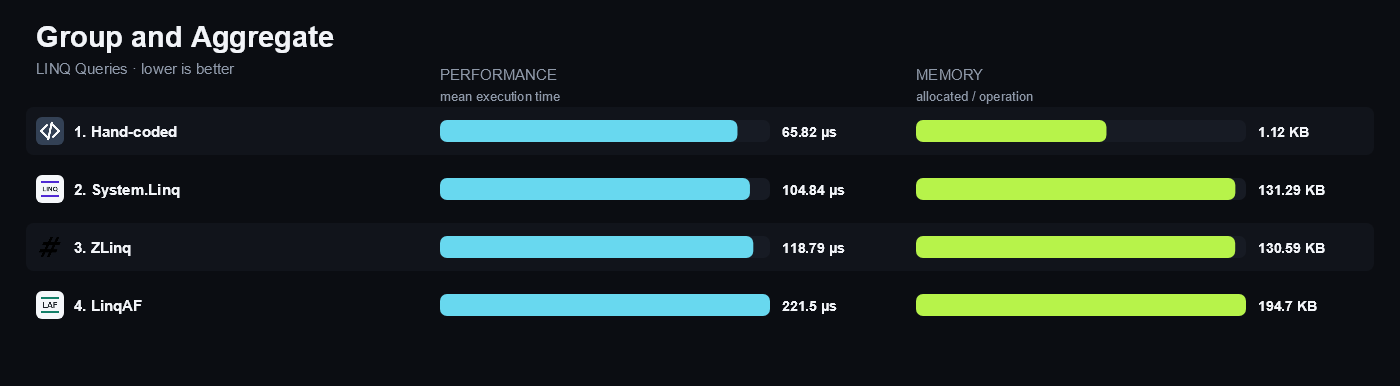 Group and Aggregate
LINQ Queries · lower is better
PERFORMANCE
mean execution time
MEMORY
allocated / operation
1. Hand-coded 65.82 µs 1.12 KB
LINQ 2. System.Linq 104.84 µs 131.29 KB
# 3. ZLinq 118.79 µs 130.59 KB
LAF 4. LinqAF 221.5 µs 194.7 KB